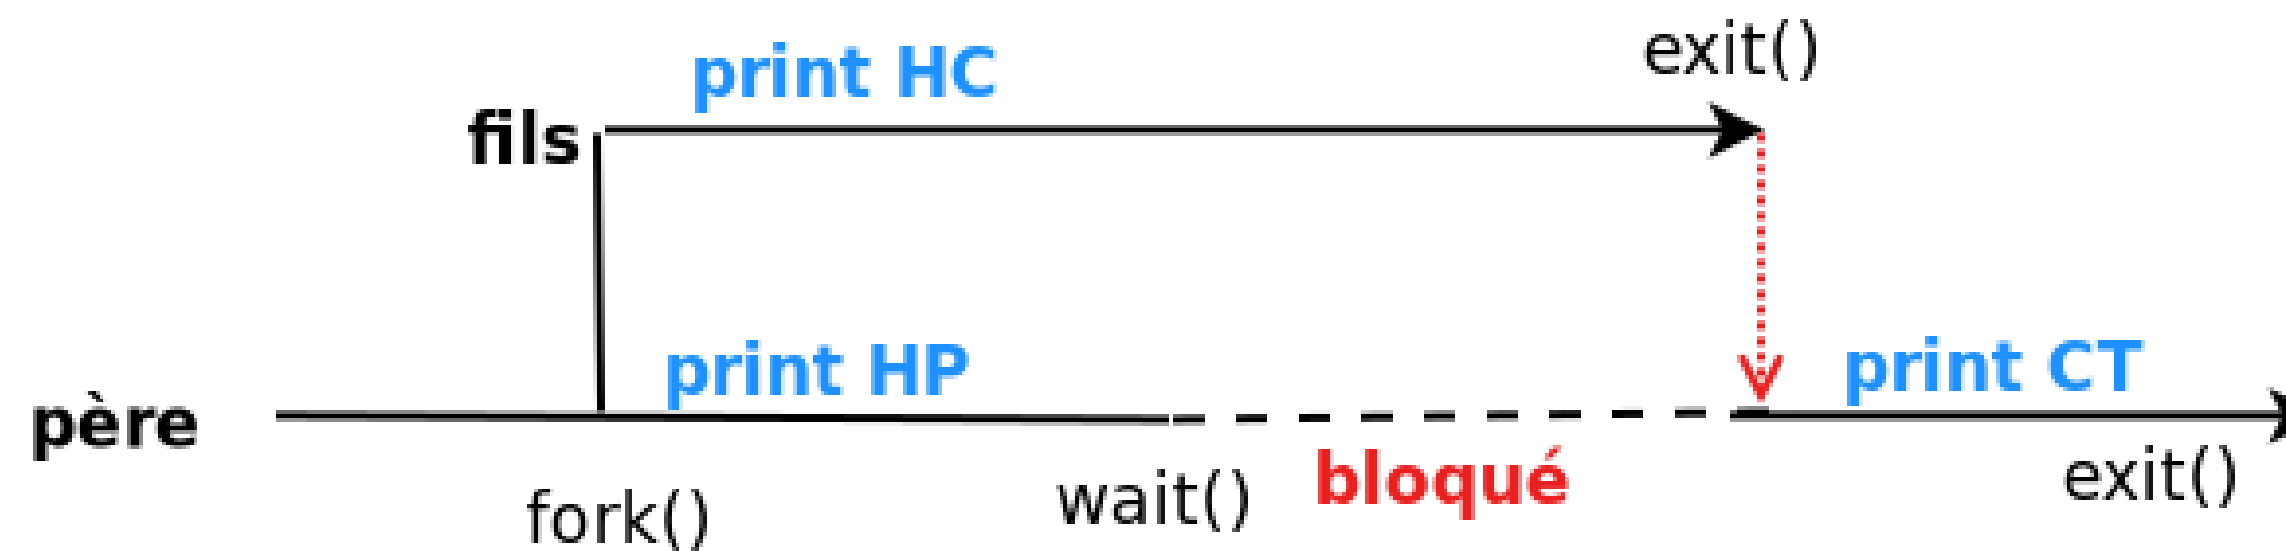 exit()
print HC
fils
print HP
print CT
père
bloqué
exit()
wait()
fork()